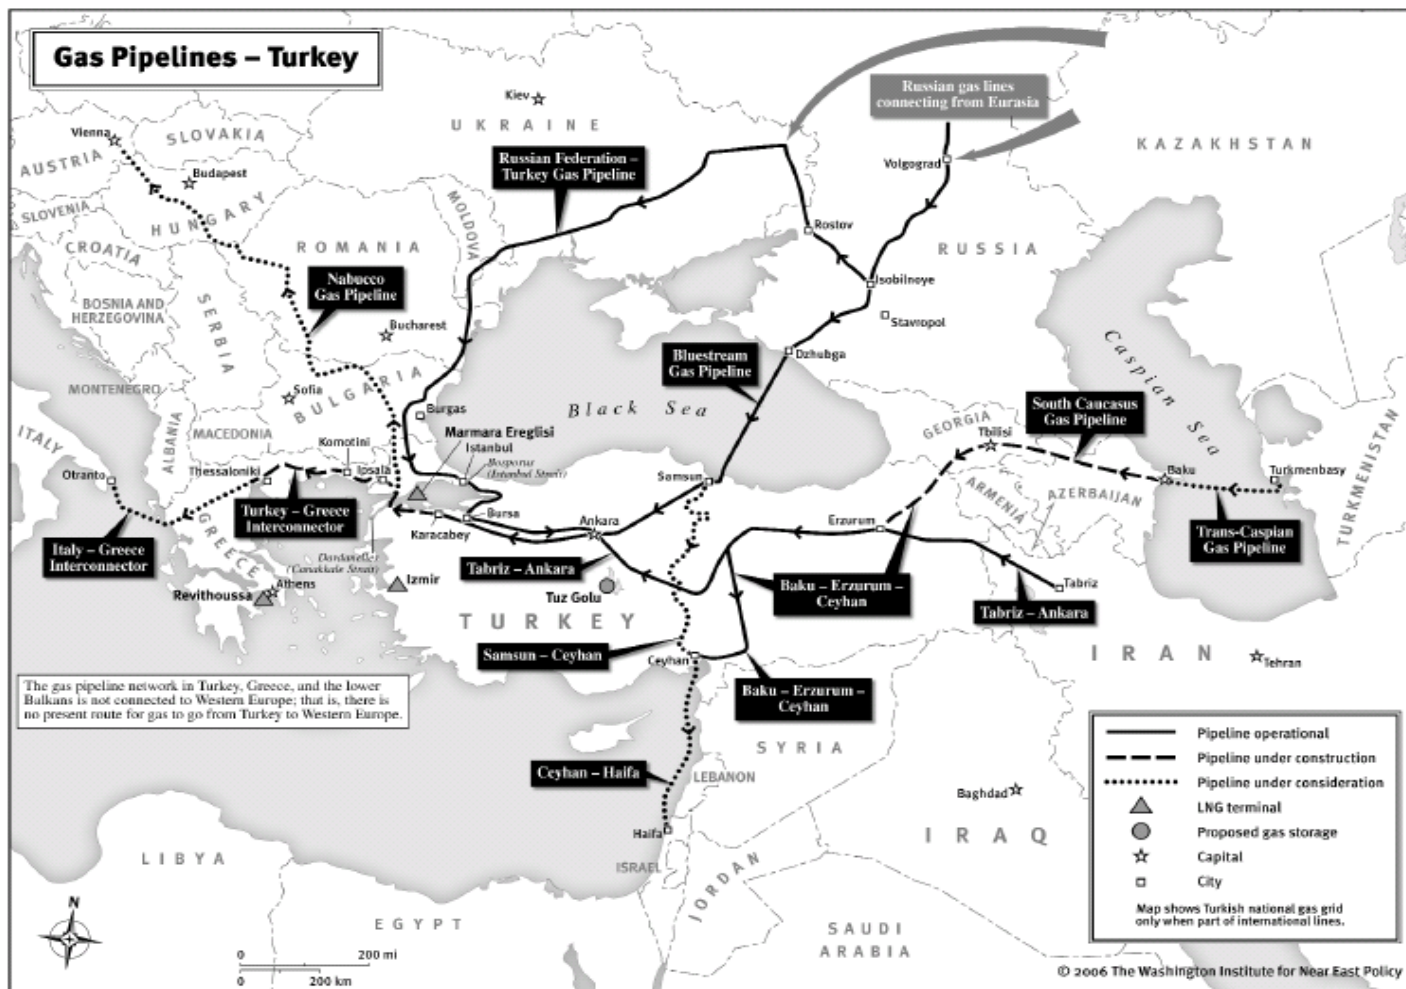 Gas Pipelines – Turkey
Kiev
UKRAINE
Russian gas lines
connecting from Eurasia
KAZAKHSTAN
Vienna
SLOVAKIA
AUSTRIA
Budapest
Russian Federation –
Turkey Gas Pipeline
Volgograd
SLOVENIA
HUNGARY
MOLDOVA
CROATIA
ROMANIA
Rostov
RUSSIA
Nabucco
Gas Pipeline
Isobilnoye
BOSNIA AND
HERZEGOVINA
SERBIA
Bucharest
Stavropol
Caspian Sea
Dzhubga
Bluestream
Gas Pipeline
MONTENEGRO
Sofia
BULGARIA
Burgas
Black Sea
South Caucasus
Gas Pipeline
GEORGIA
Tbilisi
ITALY
ALBANIA
MACEDONIA
Komotini
Marmara Ereglisi
Istanbul
Bosporus
(Istanbul Strait)
TURKMENISTAN
Otranto
Thessaloniki
Ipsala
Samsun
Baku
Turkmenbasy
ARMENIA
AZERBAIJAN
Turkey – Greece
Interconnector
Bursa
Karacabey
Ankara
Erzurum
Trans-Caspian
Gas Pipeline
Italy – Greece
Interconnector
GREECE
Dardanelles
(Canakkale Strait)
Tabriz – Ankara
Baku – Erzurum –
Ceyhan
Tabriz
Tabriz – Ankara
Athens
Revithoussa
Izmir
Tuz Golu
TURKEY
Samsun – Ceyhan
Ceyhan
IRAN
Tehran
The gas pipeline network in Turkey, Greece, and the lower
Balkans is not connected to Western Europe; that is, there is
no present route for gas to go from Turkey to Western Europe.
Baku – Erzurum –
Ceyhan
SYRIA
Ceyhan – Haifa
LEBANON
Baghdad
IRAQ
Haifa
ISRAEL
JORDAN
LIBYA
EGYPT
SAUDI
ARABIA
Pipeline operational
Pipeline under construction
Pipeline under consideration
LNG terminal
Proposed gas storage
Capital
City
Map shows Turkish national gas grid
only when part of international lines.
N
0 200 mi
0 200 km
© 2006 The Washington Institute for Near East Policy